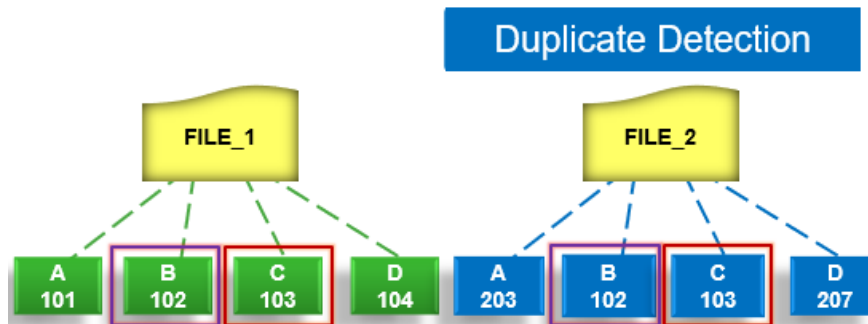 Duplicate Detection
FILE_1
FILE_2
A
101
B
102
C
103
D
104
A
203
B
102
C
103
D
207